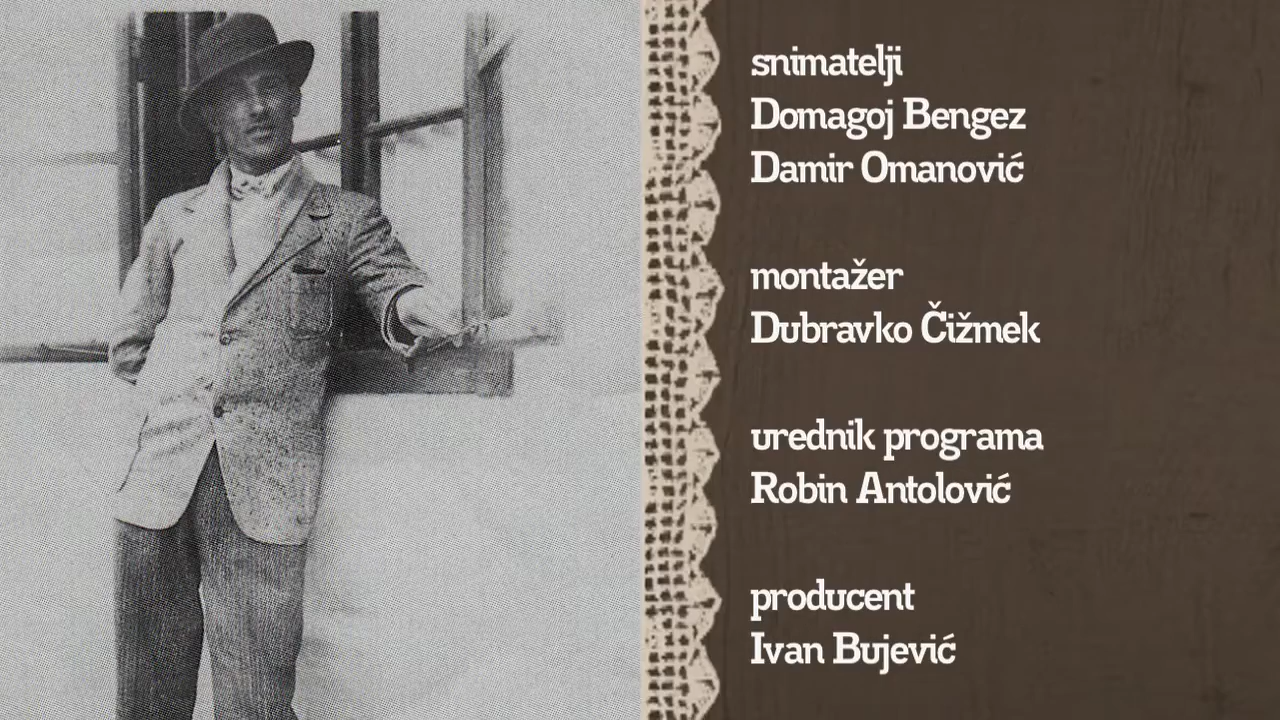 snimatelji
Domagoj Bengez
Damir Omanović
montažer
Dubravko Čižmek
urednik programa
Robin Antolović
producent
Ivan Bujević